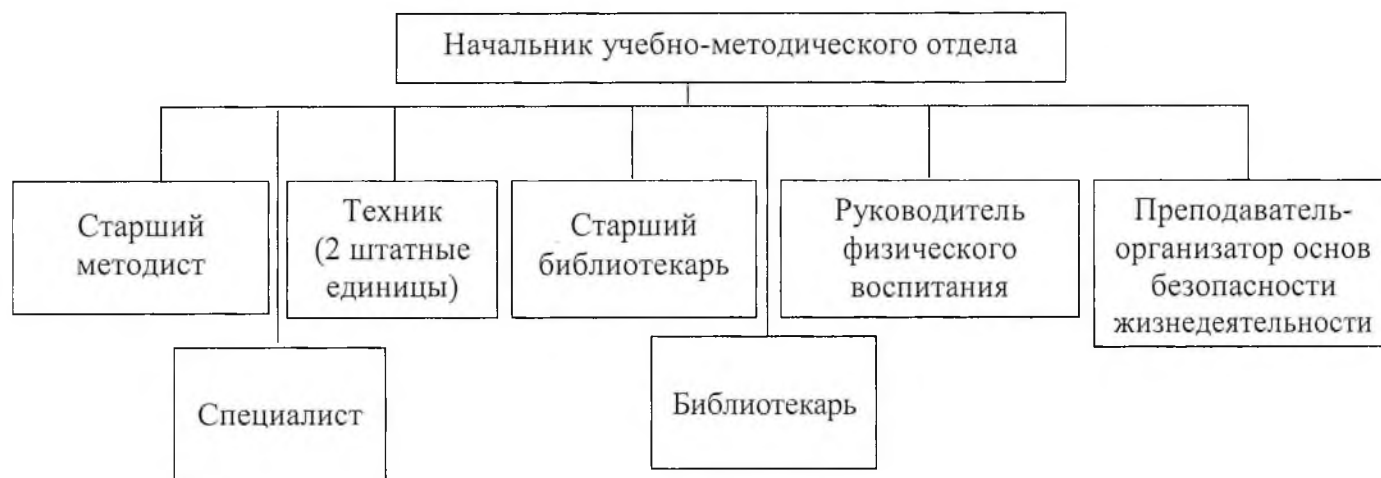 Начальник учебно-методического отдела
Старший
методист
Техник
(2 штатные
единицы)
Старший
библиотекарь
Руководитель
физического
воспитания
Преподаватель-
организатор основ
безопасности
жизнедеятельности
Специалист
Библиотекарь